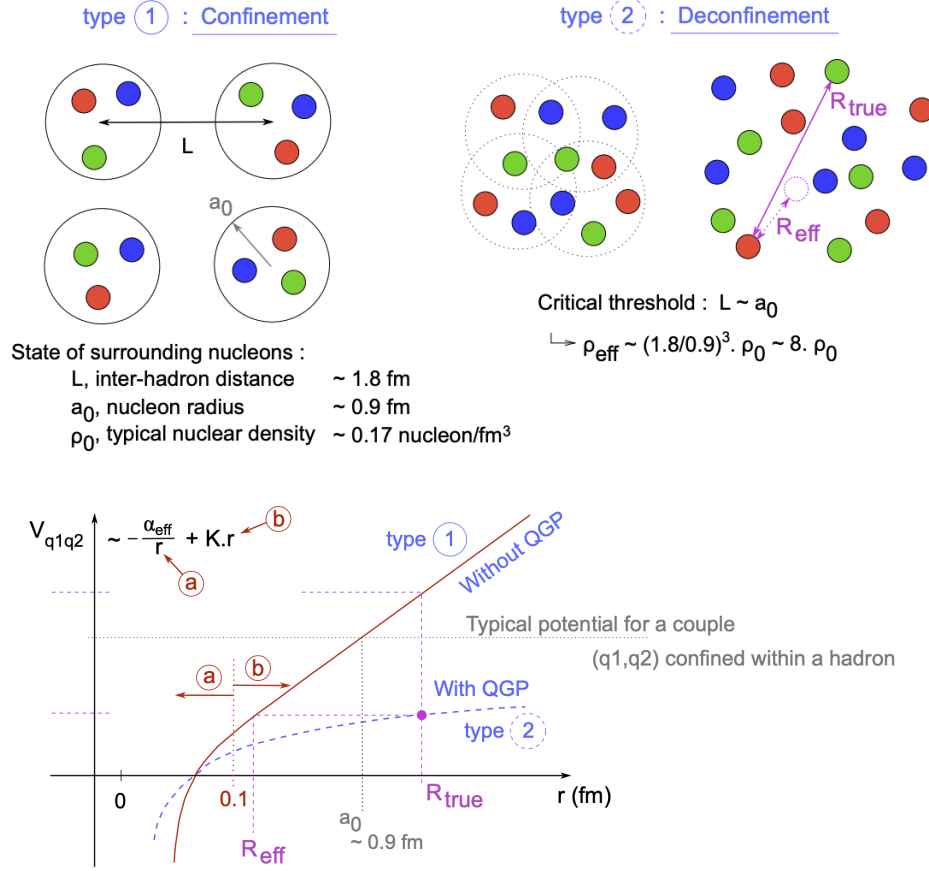 type 1 : Confinement
type 2 : Deconfinement
L
a0
Rtrue
Reff
State of surrounding nucleons :
L, inter-hadron distance ~ 1.8 fm
a0, nucleon radius ~ 0.9 fm
ρ0, typical nuclear density ~ 0.17 nucleon/fm³
Critical threshold : L ~ a0
ρeff ~ (1.8/0.9)³. ρ0 ~ 8. ρ0
Vq1q2 ~ - αeff/r + K.r
b
a
type 1
Without QGP
Typical potential for a couple
(q1,q2) confined within a hadron
a b
With QGP
type 2
0
0.1
Rtrue
r (fm)
a0
~ 0.9 fm
Reff